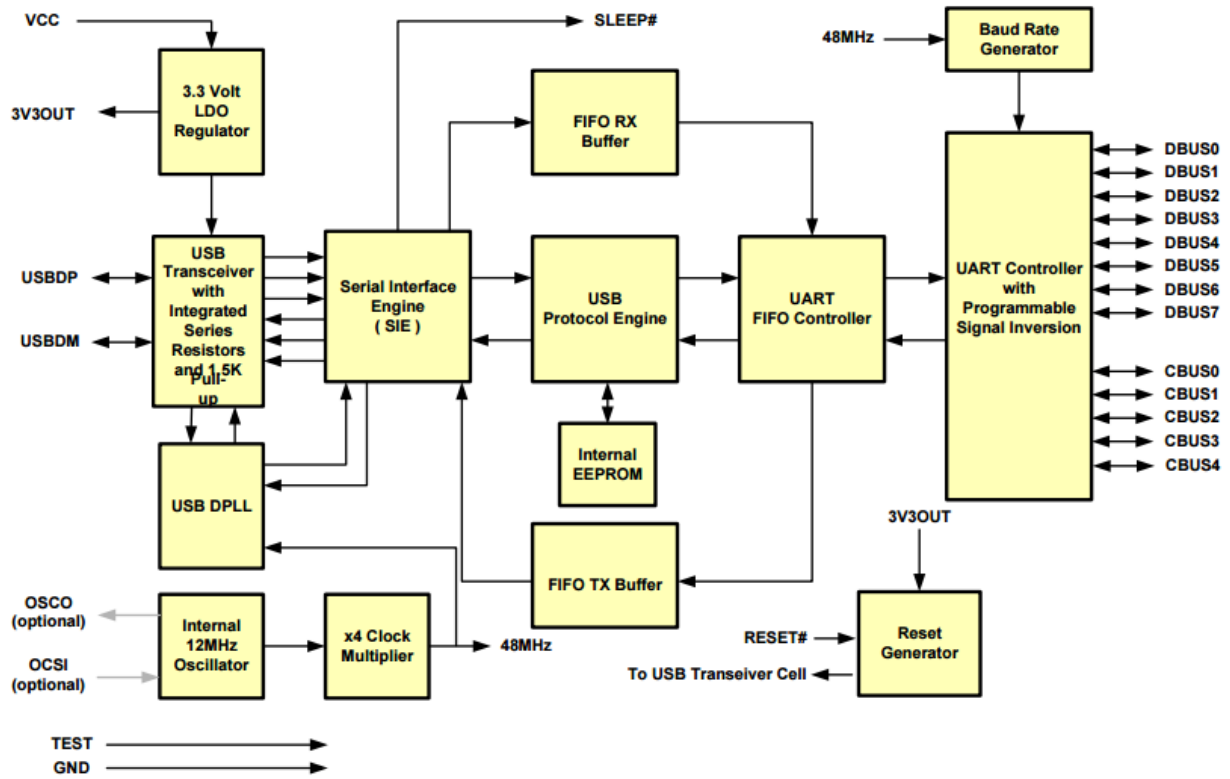 VCC
SLEEP#
48MHz
Baud Rate
Generator
3.3 Volt
LDO
Regulator
3V3OUT
FIFO RX
Buffer
DBUS0
DBUS1
DBUS2
DBUS3
DBUS4
DBUS5
DBUS6
DBUS7
USBDP
USBDM
USB
Transceiver
with
Integrated
Series
Resistors
and 1.5K
Pull-
up
Serial Interface
Engine
( SIE )
USB
Protocol Engine
UART
FIFO Controller
UART Controller
with
Programmable
Signal Inversion
CBUS0
CBUS1
CBUS2
CBUS3
CBUS4
Internal
EEPROM
USB DPLL
3V3OUT
FIFO TX Buffer
OSCO
(optional)
OCSI
(optional)
Internal
12MHz
Oscillator
x4 Clock
Multiplier
48MHz
RESET#
To USB Transeiver Cell
Reset
Generator
TEST
GND